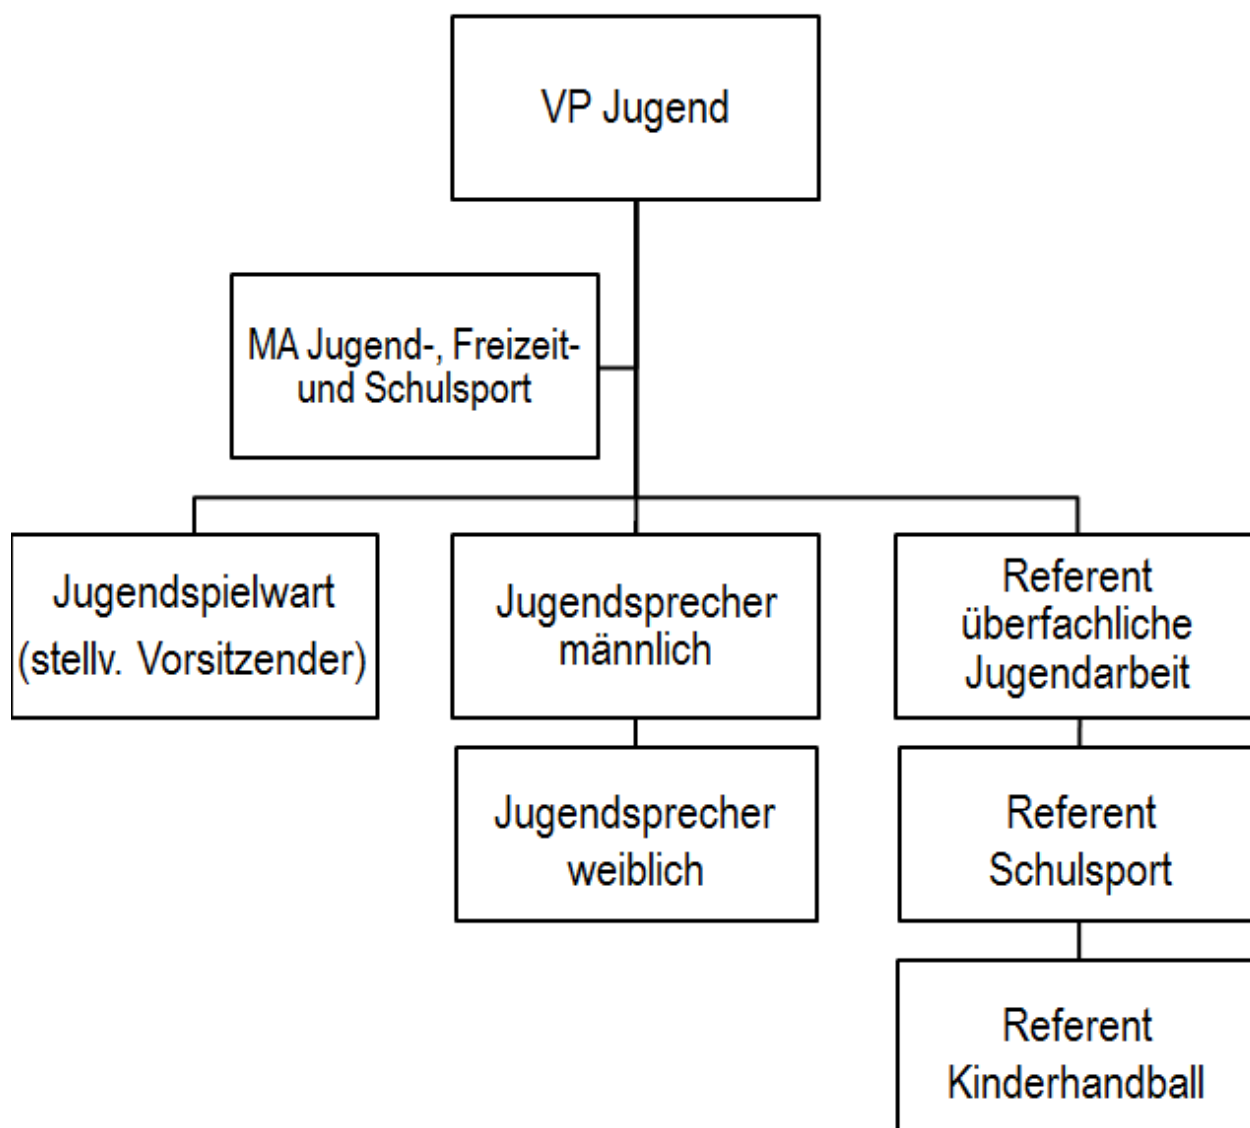 VP Jugend
MA Jugend-, Freizeit-
und Schulsport
Jugendspielwart
(stellv. Vorsitzender)
Jugendsprecher
männlich
Referent
überfachliche
Jugendarbeit
Jugendsprecher
weiblich
Referent
Schulsport
Referent
Kinderhandball